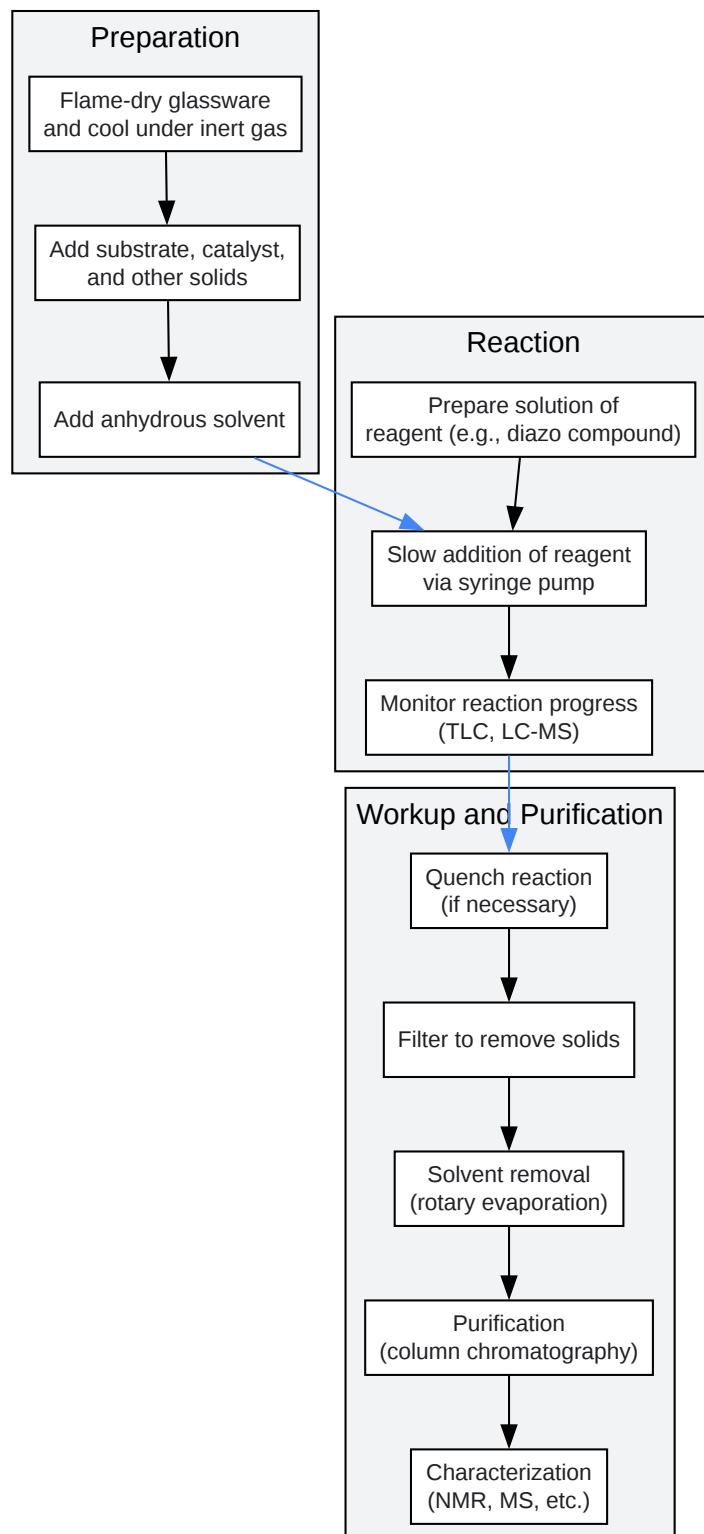 Preparation
Flame-dry glassware
and cool under inert gas
Add substrate, catalyst,
and other solids
Add anhydrous solvent
Reaction
Prepare solution of
reagent (e.g., diazo compound)
Slow addition of reagent
via syringe pump
Monitor reaction progress
(TLC, LC-MS)
Workup and Purification
Quench reaction
(if necessary)
Filter to remove solids
Solvent removal
(rotary evaporation)
Purification
(column chromatography)
Characterization
(NMR, MS, etc.)